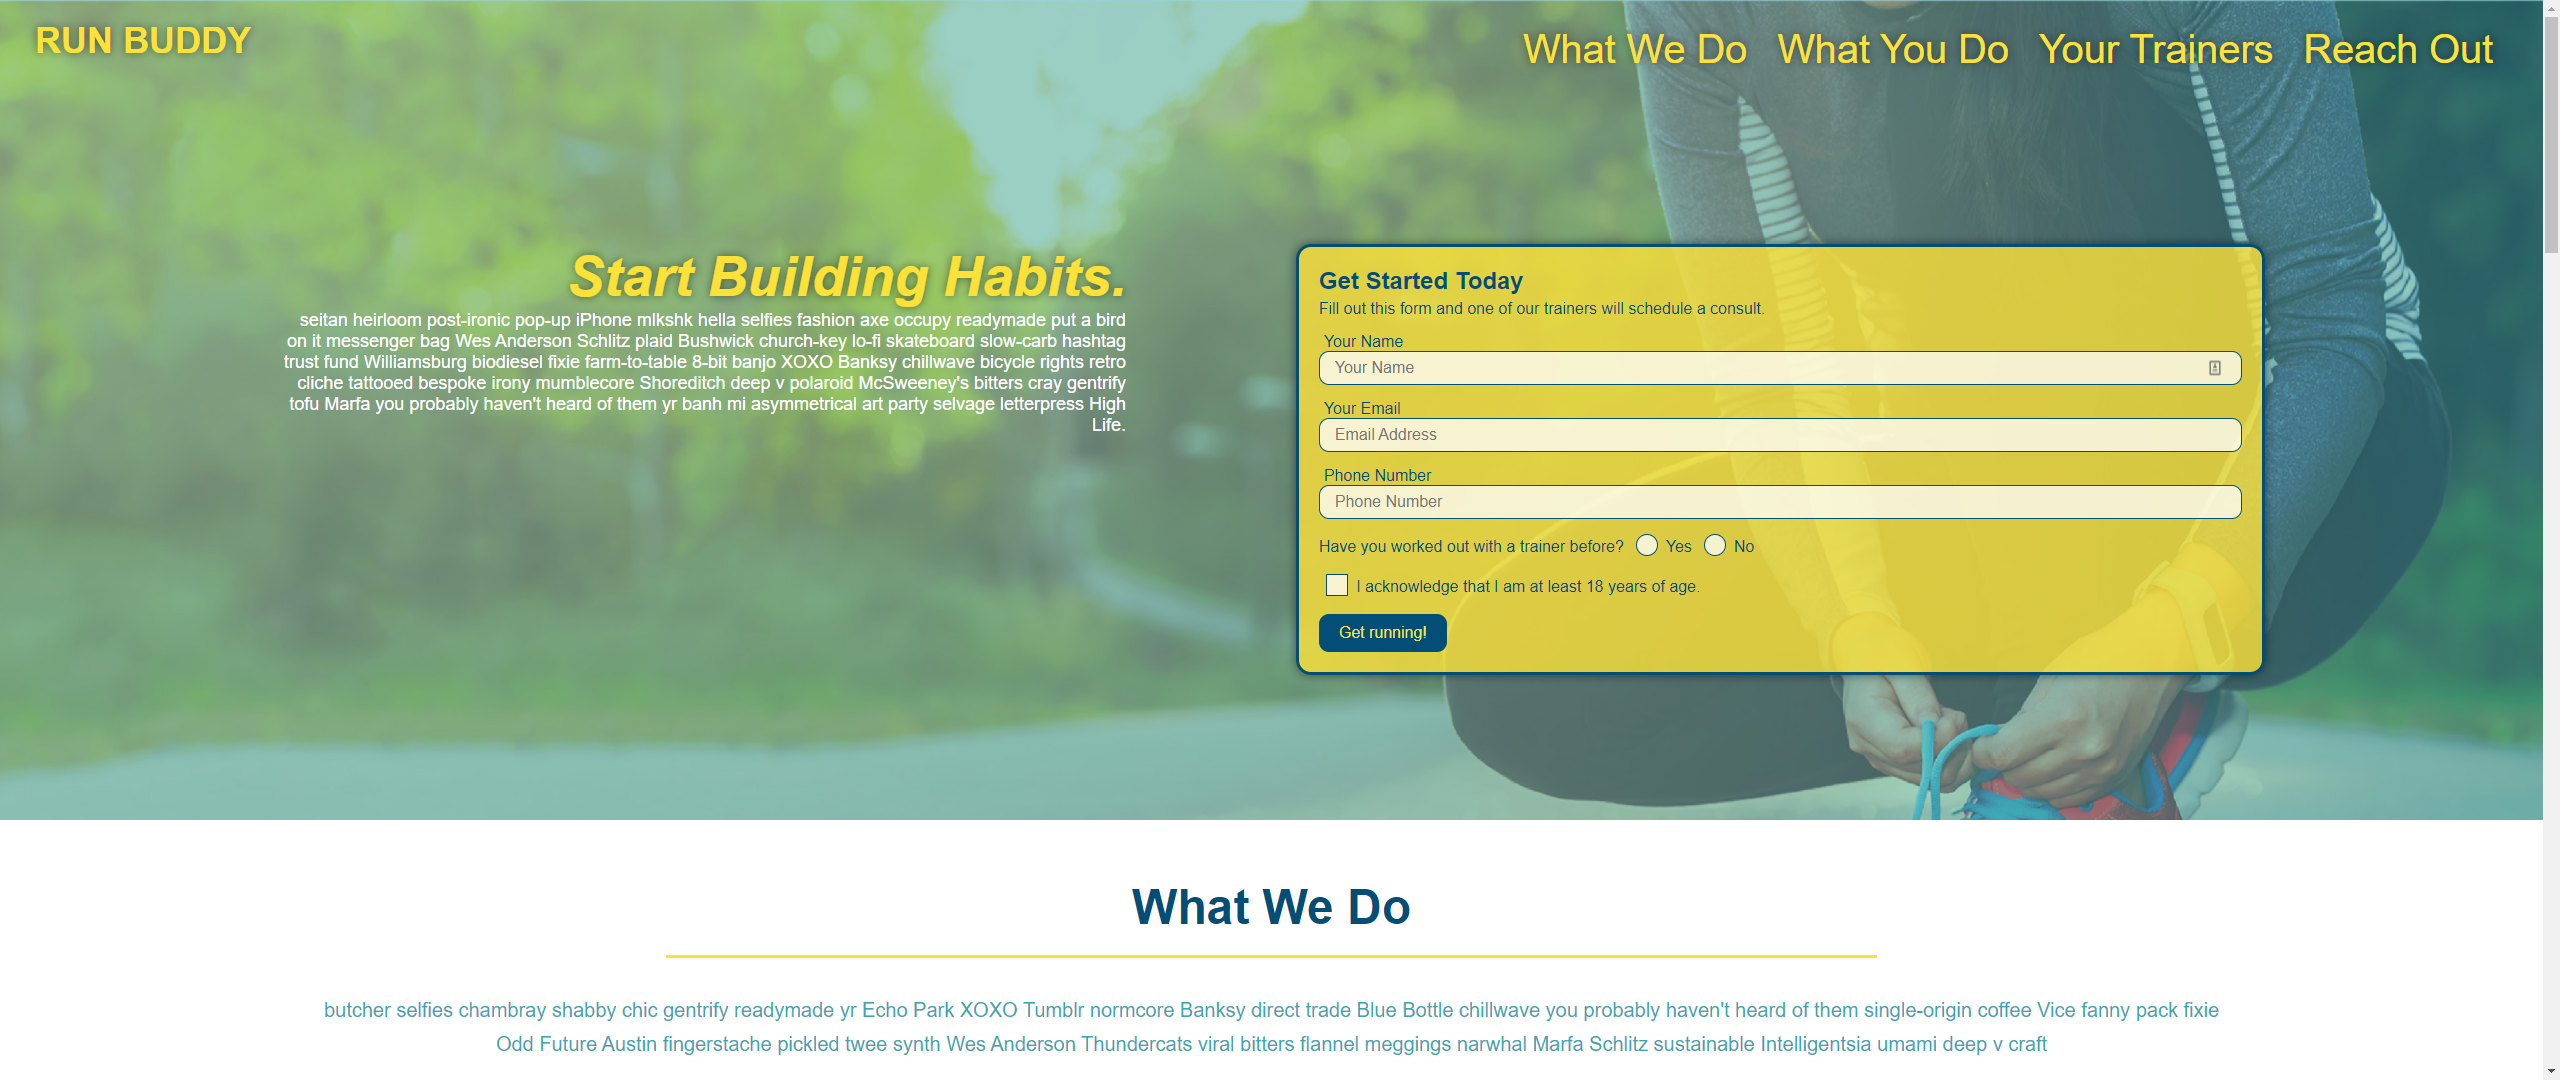 RUN BUDDY
What We Do What You Do Your Trainers Reach Out
Start Building Habits.
seitan heirloom post-ironic pop-up iPhone mlkshk hella selfies fashion axe occupy readymade put a bird
on it messenger bag Wes Anderson Schlitz plaid Bushwick church-key lo-fi skateboard slow-carb hashtag
trust fund Williamsburg biodiesel fixie farm-to-table 8-bit banjo XOXO Banksy chillwave bicycle rights retro
cliche tattooed bespoke irony mumblecore Shoreditch deep v polaroid McSweeney's bitters cray gentrify
tofu Marfa you probably haven't heard of them yr banh mi asymmetrical art party selvage letterpress High
Life.
Get Started Today
Fill out this form and one of our trainers will schedule a consult.
Your Name
Your Name
Your Email
Email Address
Phone Number
Phone Number
Have you worked out with a trainer before? Yes No
I acknowledge that I am at least 18 years of age.
Get running!
What We Do
butcher selfies chambray shabby chic gentrify readymade yr Echo Park XOXO Tumblr normcore Banksy direct trade Blue Bottle chillwave you probably haven't heard of them single-origin coffee Vice fanny pack fixie
Odd Future Austin fingerstache pickled twee synth Wes Anderson Thundercats viral bitters flannel meggings narwhal Marfa Schlitz sustainable Intelligentsia umami deep v craft